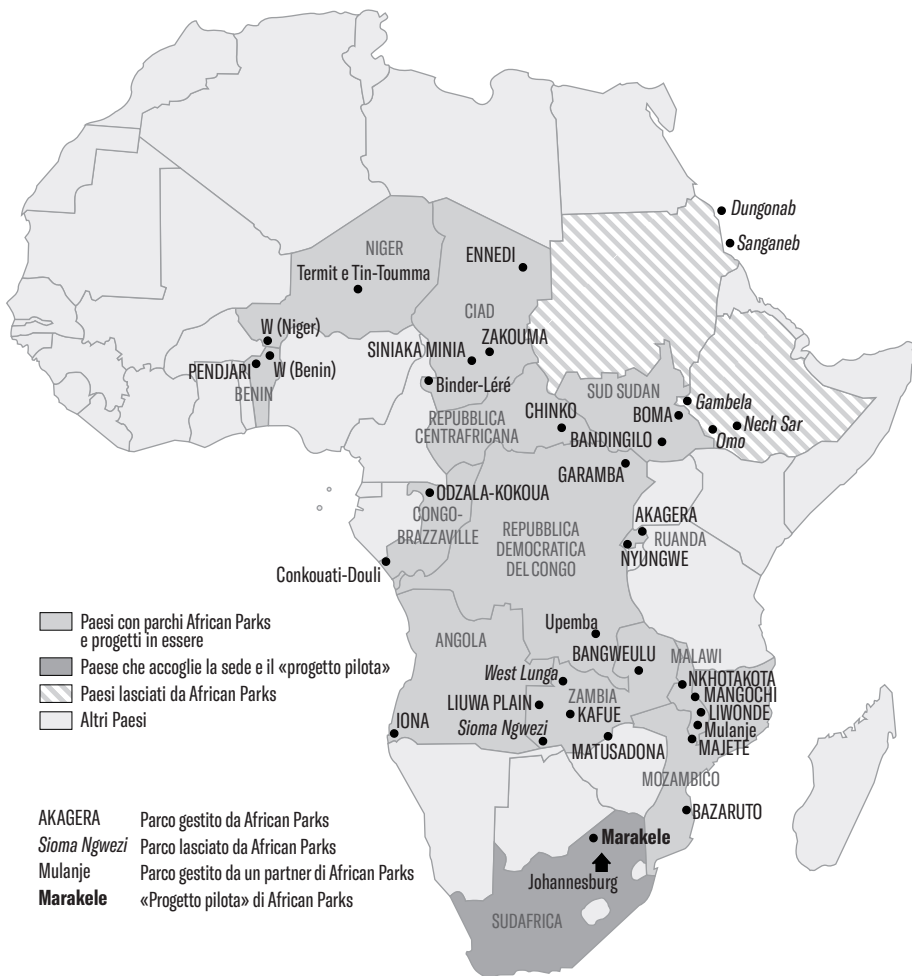 Dungonab
Sanganeb
NIGER
Termit e Tin-Toumma
ENNEDI
CIAD
W (Niger)
ZAKOUMA
SINIAKA MINIA
PENDJARI
W (Benin)
BENIN
Binder-Léré
SUD SUDAN
Gambela
CHINKO
BOMA
Nech Sar
REPUBBLICA
CENTRAFRICANA
BANDINGILO
Omo
GARAMBA
ODZALA-KOKOUA
CONGO-
BRAZZAVILLE
REPUBBLICA
DEMOCRATICA
DEL CONGO
AKAGERA
RUANDA
NYUNGWE
Conkouati-Douli
Paesi con parchi African Parks
e progetti in essere
Paese che accoglie la sede e il «progetto pilota»
Paesi lasciati da African Parks
Altri Paesi
Upemba
ANGOLA
BANGWEULU
MALAWI
West Lunga
NKHOTAKOTA
ZAMBIA
MANGOCHI
LIUWA PLAIN
KAFUE
LIWONDE
IONA
Sioma Ngwezi
Mulanje
MATUSADONA
MAJETE
MOZAMBICO
BAZARUTO
Marakele
Johannesburg
SUDAFRICA
AKAGERA Parco gestito da African Parks
Sioma Ngwezi Parco lasciato da African Parks
Mulanje Parco gestito da un partner di African Parks
Marakele «Progetto pilota» di African Parks